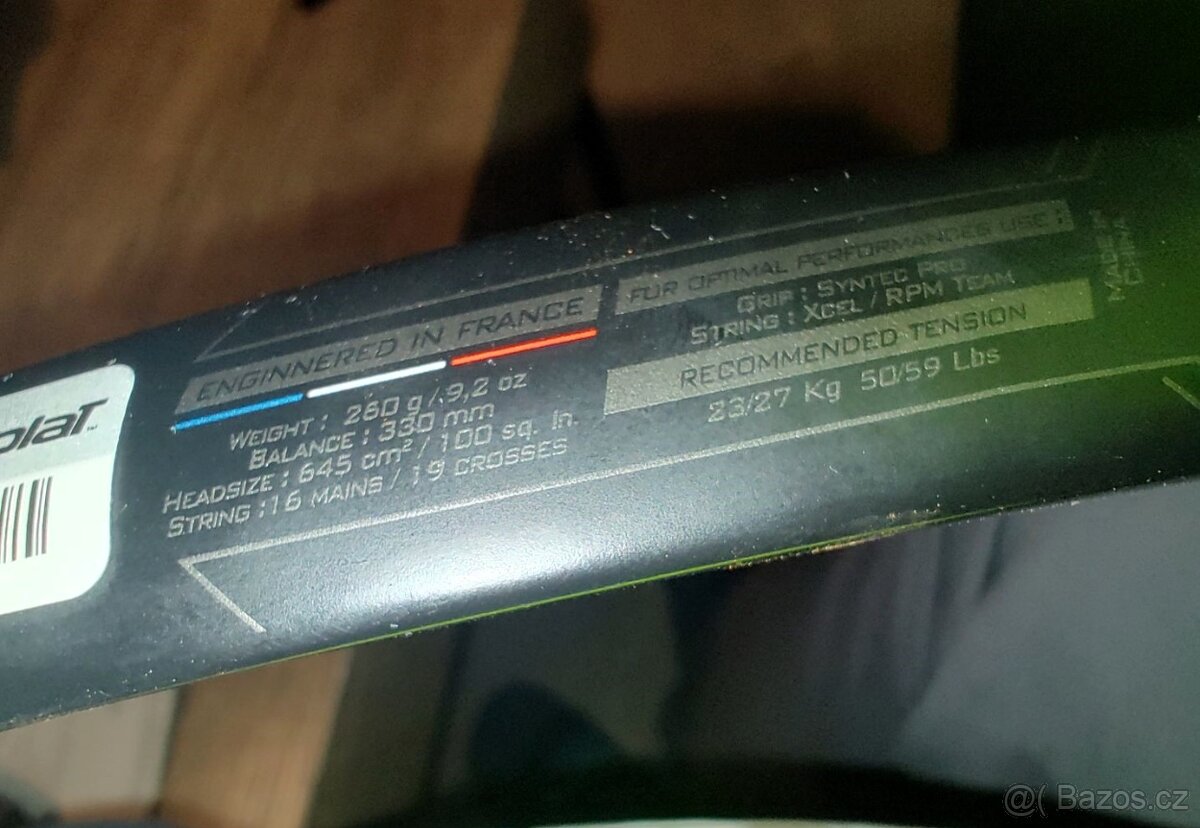 olaT
ENGINNERED IN FRANCE
WEIGHT : 260 g / 9,2 oz
BALANCE : 330 mm
HEADSIZE : 645 cm² / 100 sq. In.
STRING : 16 MAINS / 19 CROSSES
FOR OPTIMAL PERFORMANCES USE :
GRIP : SYNTEC PRO
STRING : XCEL / RPM TEAM
RECOMMENDED TENSION
23/27 Kg 50/59 Lbs
MADE IN
CHINA
@( Bazos.cz